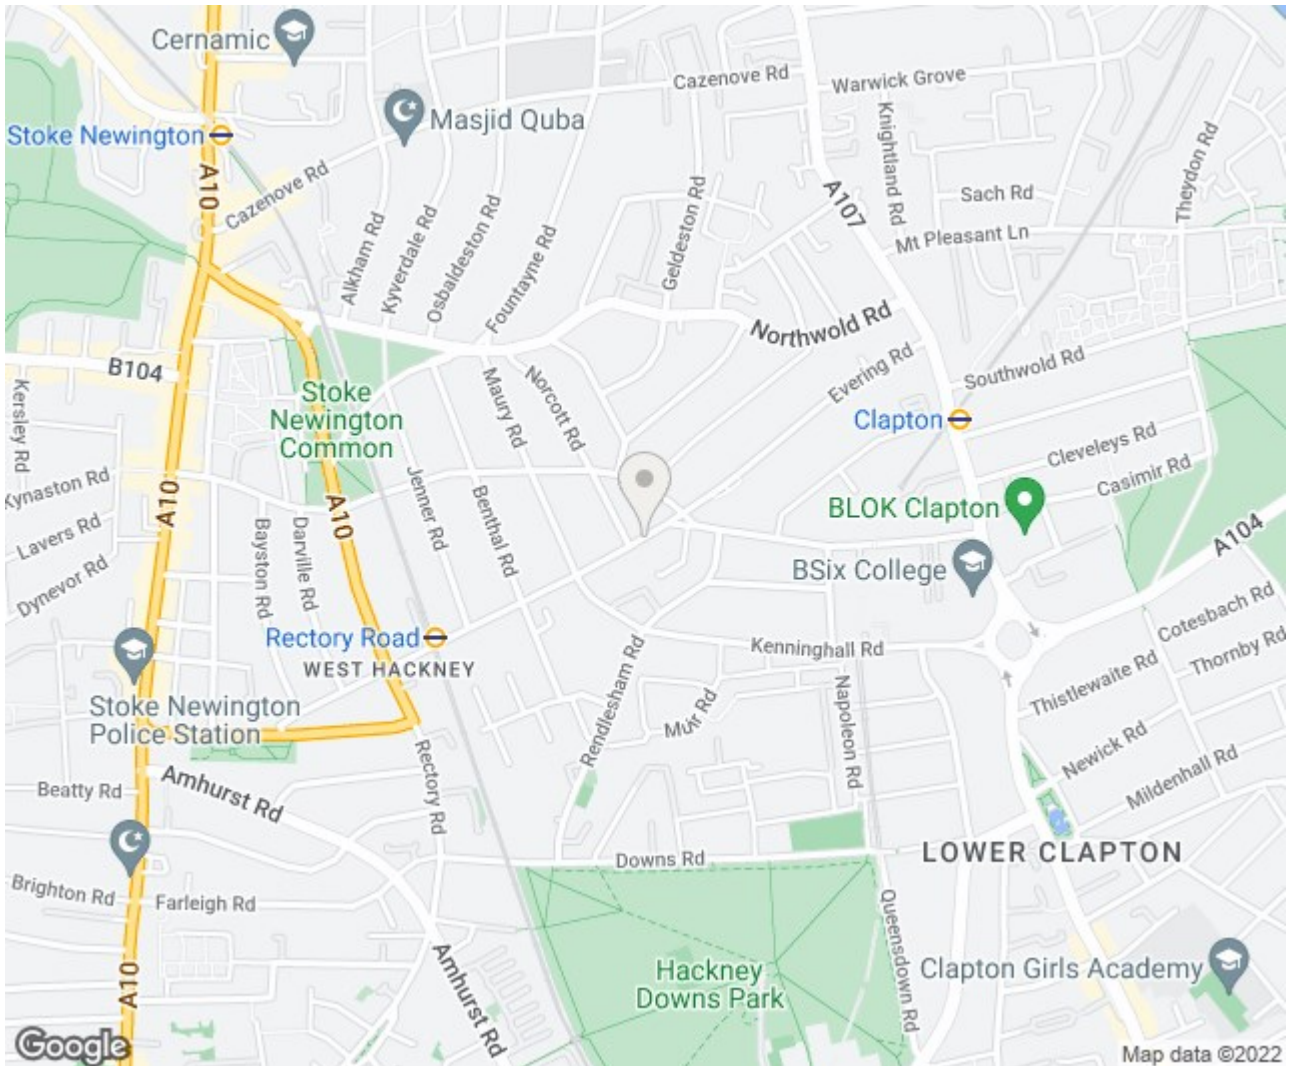 Cernamic
Cazenove Rd
Warwick Grove
Masjid Quba
Stoke Newington
Knightland Rd
Theydon Rd
A10
Cazenove Rd
Sach Rd
Geldeston Rd
A107
Alkham Rd
Kyverdale Rd
Osbaldeston Rd
Fountayne Rd
Mt Pleasant Ln
Northwold Rd
Evering Rd
Southwold Rd
B104
Kersley Rd
Stoke
Newington
Common
Maury Rd
Norcott Rd
Clapton
Cleveleys Rd
Casimir Rd
Kynaston Rd
A10
A10
Jenner Rd
Benthal Rd
BLOK Clapton
Lavers Rd
Bayston Rd
Darville Rd
A104
Dynevor Rd
BSix College
Cotesbach Rd
Rectory Road
WEST HACKNEY
Kenninghall Rd
Thornby Rd
Thistlewaite Rd
Rendlesham Rd
Muir Rd
Napoleon Rd
Stoke Newington
Police Station
Newick Rd
Rectory Rd
Mildenhall Rd
Amhurst Rd
Beatty Rd
Downs Rd
LOWER CLAPTON
Brighton Rd
Farleigh Rd
Queensdown Rd
A10
Amhurst Rd
Hackney
Downs Park
Clapton Girls Academy
Google
Map data ©2022